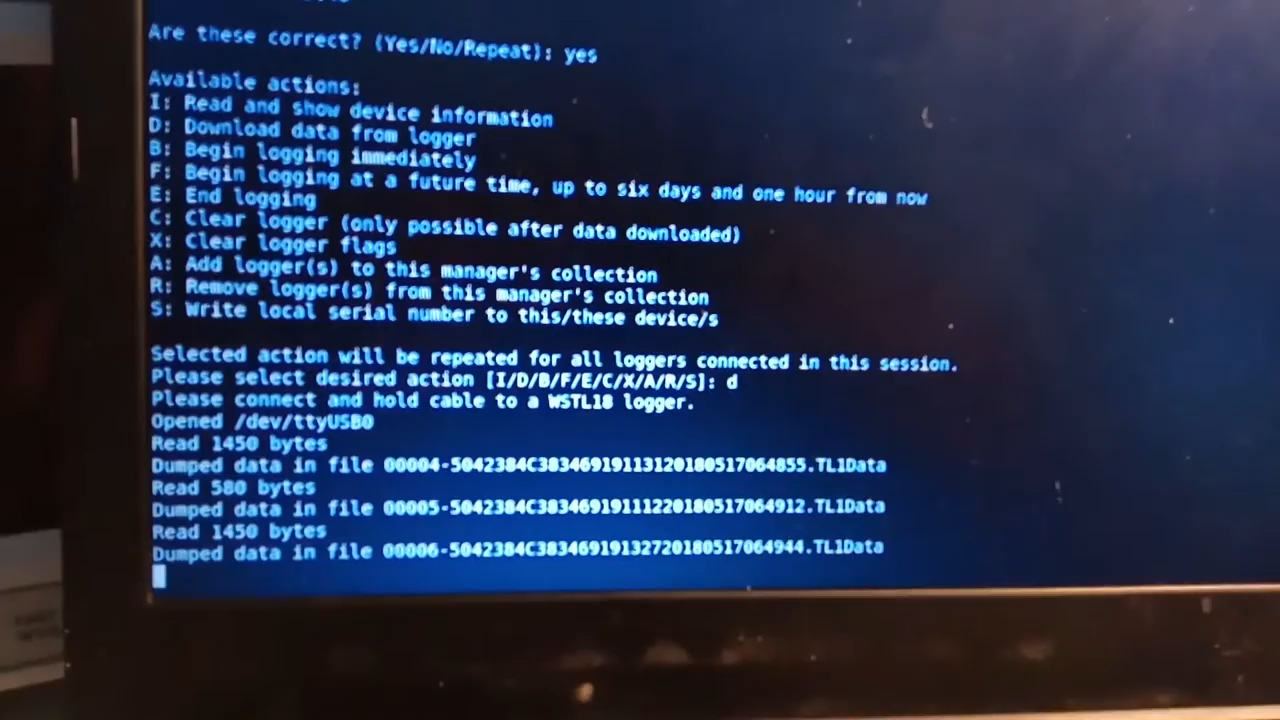 Are these correct? (Yes/No/Repeat): yes
Available actions:
I: Read and show device information
D: Download data from logger
B: Begin logging immediately
F: Begin logging at a future time, up to six days and one hour from now
E: End logging
C: Clear logger (only possible after data downloaded)
X: Clear logger flags
A: Add logger(s) to this manager's collection
R: Remove logger(s) from this manager's collection
S: Write local serial number to this/these device/s
Selected action will be repeated for all loggers connected in this session.
Please select desired action [I/D/B/F/E/C/X/A/R/S]: d
Please connect and hold cable to a WSTL18 logger.
Opened /dev/ttyUSB0
Read 1450 bytes
Dumped data in file 00004-5042384C38346919113120180517064855.TL1Data
Read 580 bytes
Dumped data in file 00005-5042384C38346919111220180517064912.TL1Data
Read 1450 bytes
Dumped data in file 00006-5042384C38346919132720180517064944.TL1Data